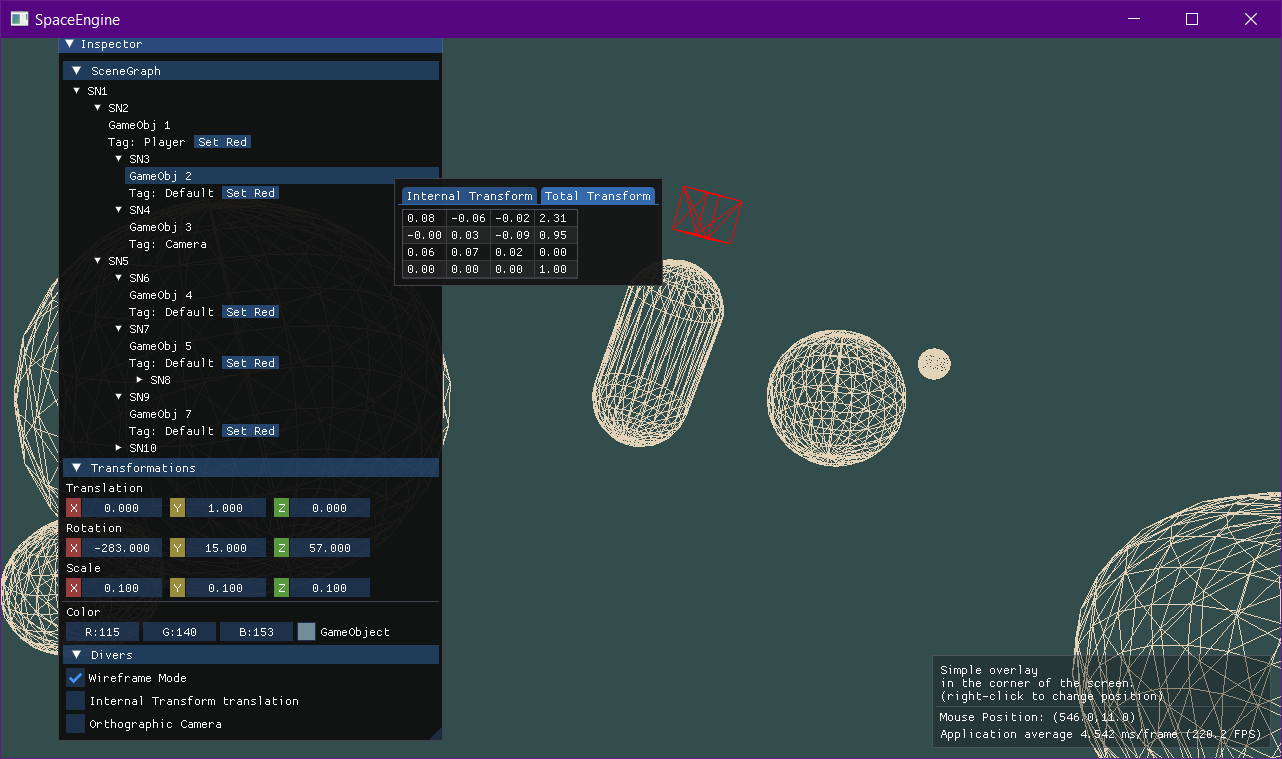 SpaceEngine
Inspector
SceneGraph
SN1
SN2
GameObj 1
Tag: Player Set Red
SN3
GameObj 2
Tag: Default Set Red
SN4
GameObj 3
Tag: Camera
SN5
SN6
GameObj 4
Tag: Default Set Red
SN7
GameObj 5
Tag: Default Set Red
SN8
SN9
GameObj 7
Tag: Default Set Red
SN10
Internal Transform Total Transform
0.08 -0.06 -0.02 2.31
-0.00 0.03 -0.09 0.95
0.06 0.07 0.02 0.00
0.00 0.00 0.00 1.00
Transformations
Translation
X 0.000 Y 1.000 Z 0.000
Rotation
X -283.000 Y 15.000 Z 57.000
Scale
X 0.100 Y 0.100 Z 0.100
Color
R:115 G:140 B:153 GameObject
Divers
Wireframe Mode
Internal Transform translation
Orthographic Camera
Simple overlay
in the corner of the screen.
(right-click to change position)
Mouse Position: (546.0,11.0)
Application average 4.542 ms/frame (220.2 FPS)